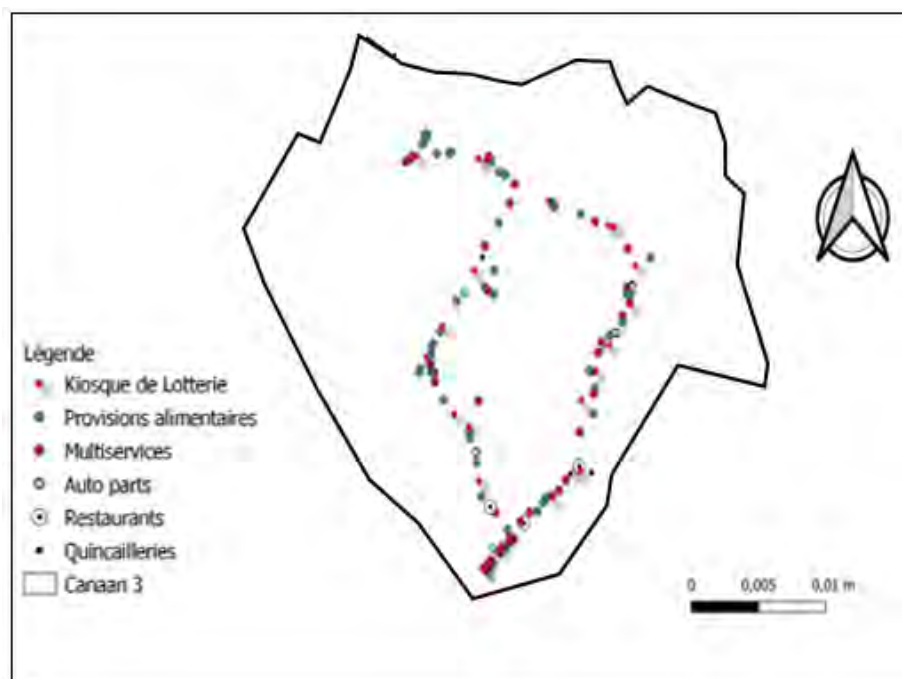 Légende
Kiosque de Lotterie
Provisions alimentaires
Multiservices
Auto parts
Restaurants
Quincailleries
Canaan 3
0 0,005 0,01 m